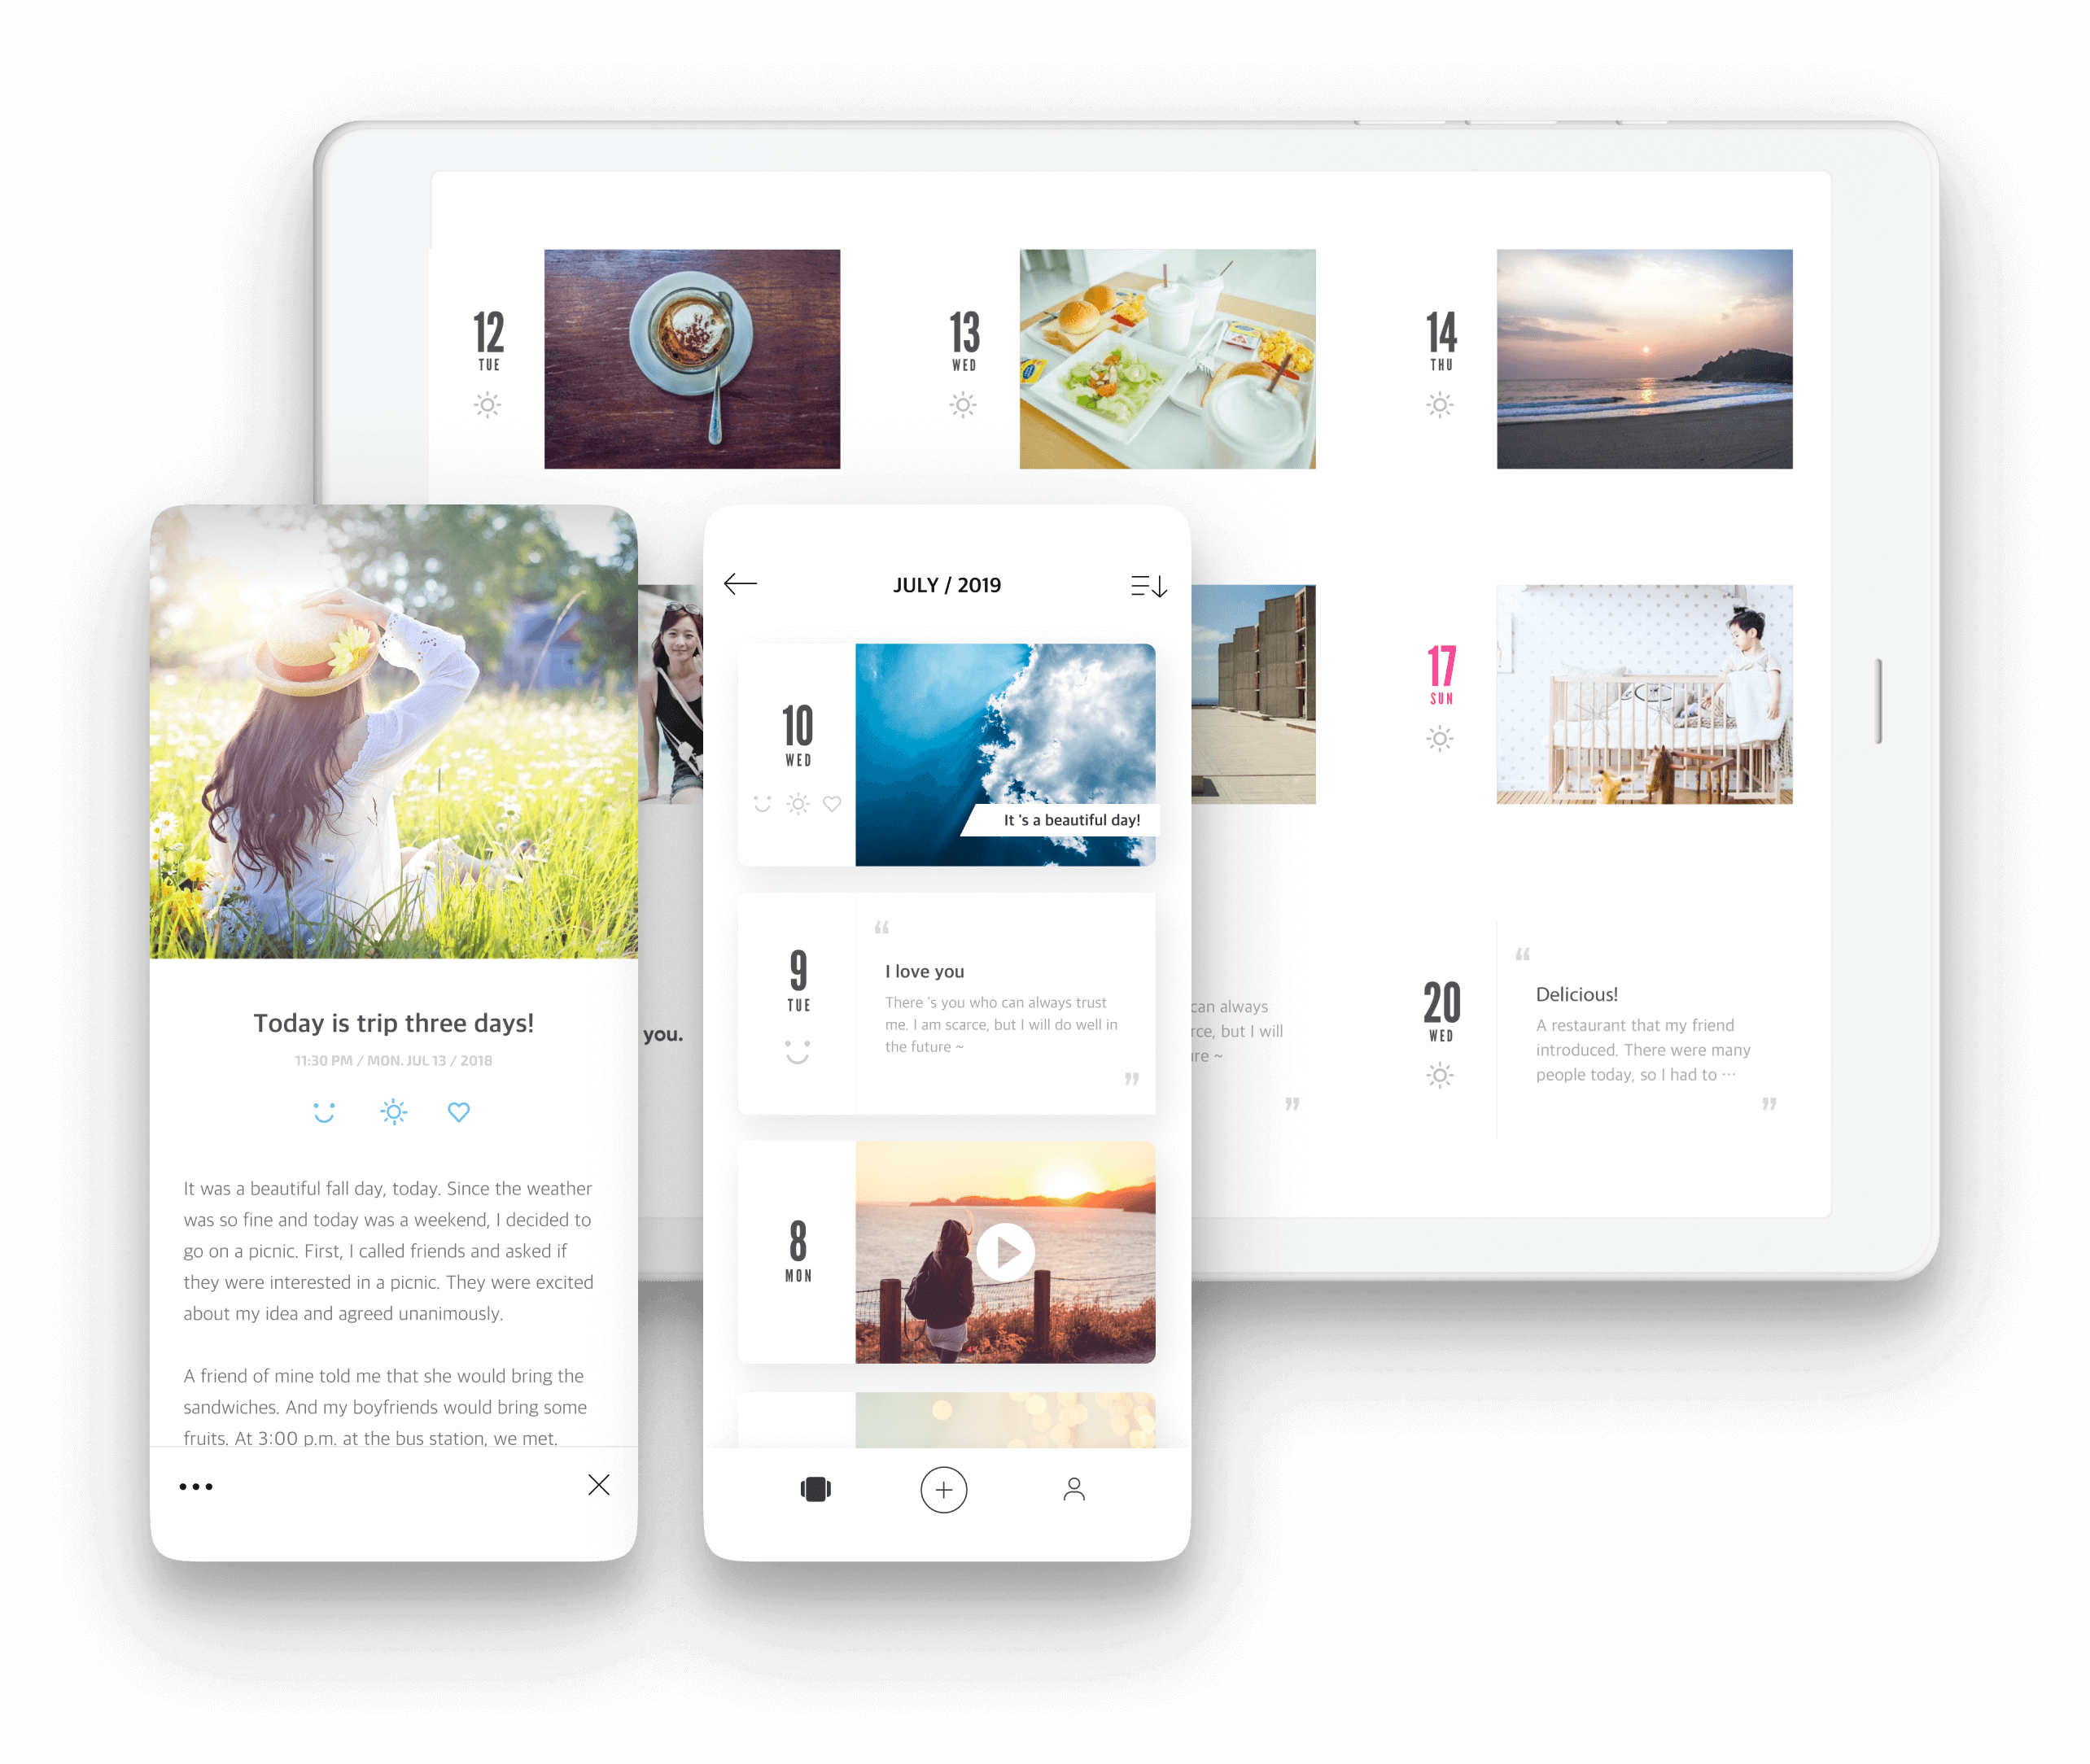 12
TUE
13
WED
14
THU
17
SUN
you.
can always
but I will
~
”
20
WED
“
Delicious!
A restaurant that my friend
introduced. There were many
people today, so I had to ⋯
”
Today is trip three days!
11:30 PM / MON. JUL 13 / 2018
It was a beautiful fall day, today. Since the weather
was so fine and today was a weekend, I decided to
go on a picnic. First, I called friends and asked if
they were interested in a picnic. They were excited
about my idea and agreed unanimously.
A friend of mine told me that she would bring the
sandwiches. And my boyfriends would bring some
fruits. At 3:00 p.m. at the bus station, we met.
JULY / 2019
10
WED
It 's a beautiful day!
9
TUE
“
I love you
There 's you who can always trust
me. I am scarce, but I will do well in
the future ~
”
8
MON